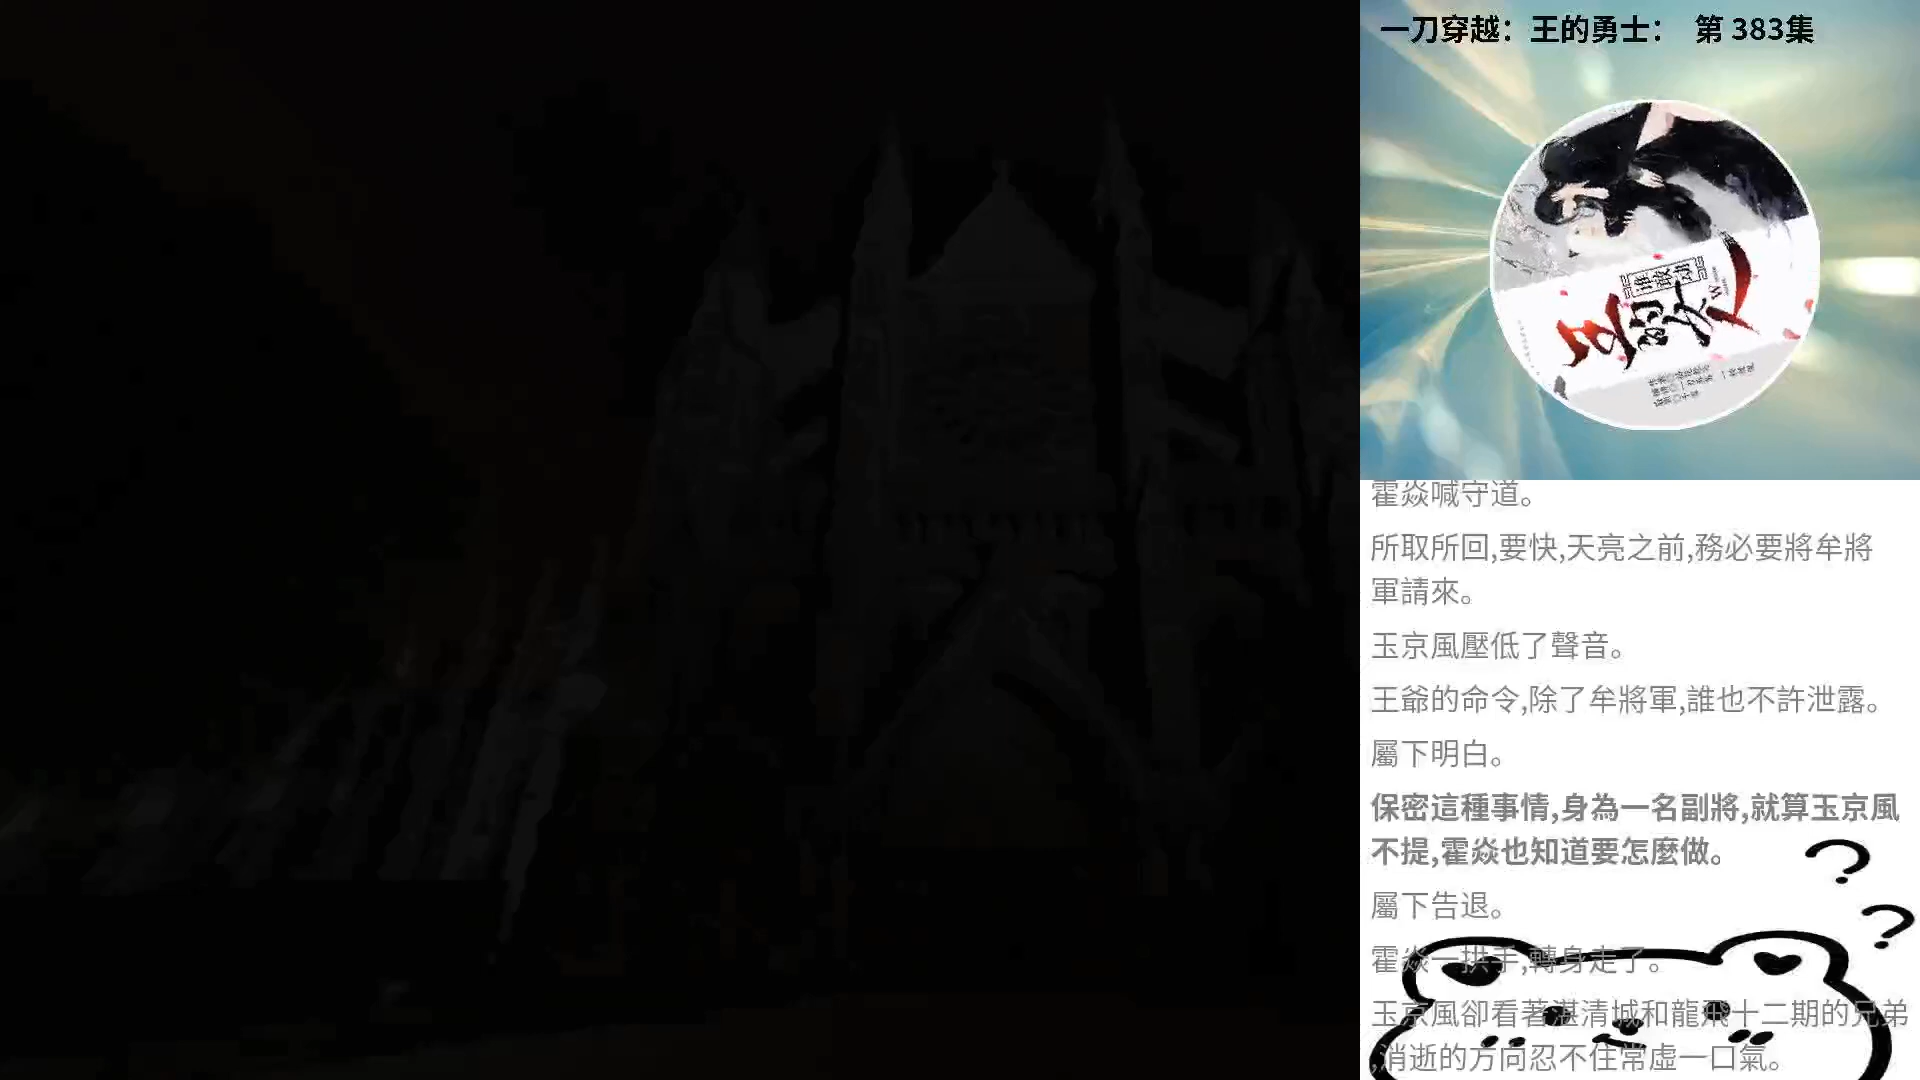 一刀穿越：王的勇士： 第 383集
霍焱喊守道。
所取所回,要快,天亮之前,務必要將牟將
軍請來。
玉京風壓低了聲音。
王爺的命令,除了牟將軍,誰也不許泄露。
屬下明白。
保密這種事情,身為一名副將,就算玉京風
不提,霍焱也知道要怎麼做。
？
屬下告退。
？
霍焱一拱手,轉身走了。
玉京風卻看著湛清城和龍飛十二期的兄弟
,消逝的方向忍不住常虛一口氣。